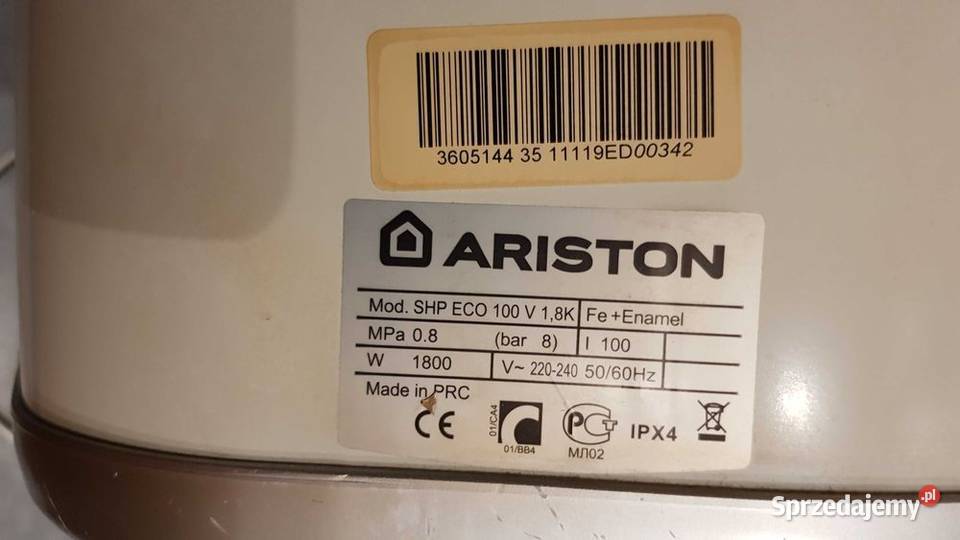 3605144 35 11119ED00342
ARISTON
Mod. SHP ECO 100 V 1,8K Fe +Enamel
MPa 0.8 (bar 8) l 100
W 1800 V~ 220-240 50/60Hz
Made in PRC
CE 01/CA4 01/BB4 PCT МЛ02 IPX4
Sprzedajemy.pl